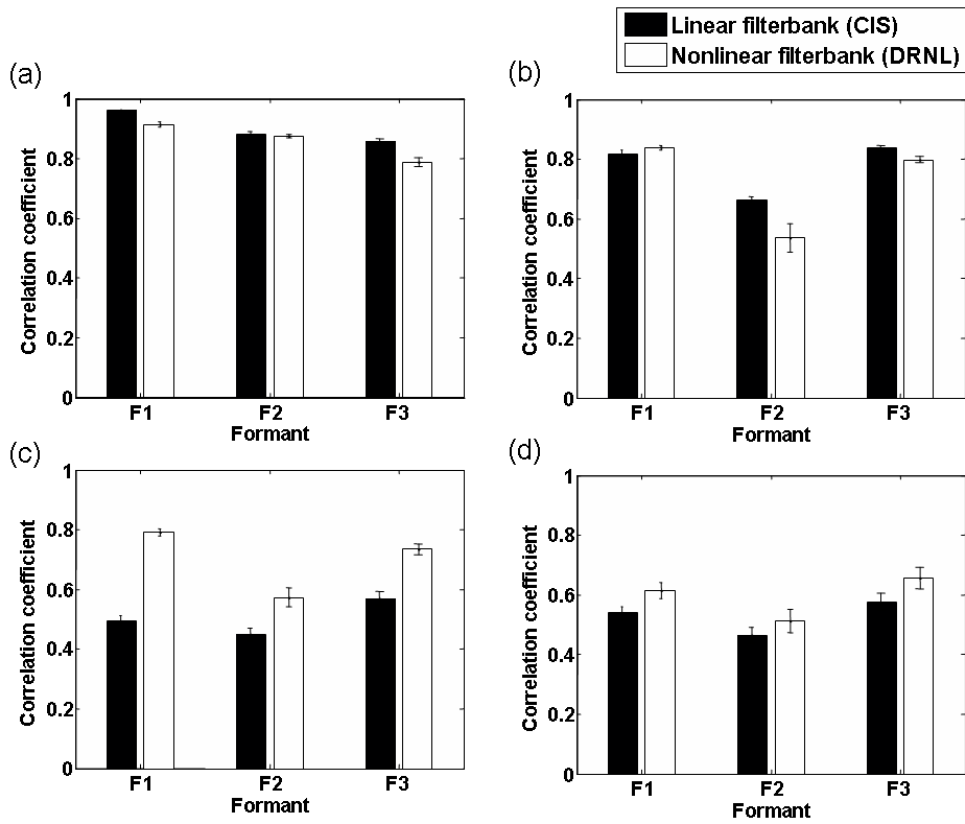 Linear filterbank (CIS)
Nonlinear filterbank (DRNL)
(a)
1
0.8
0.6
0.4
0.2
0
Correlation coefficient
F1 F2 F3
Formant
(b)
1
0.8
0.6
0.4
0.2
0
Correlation coefficient
F1 F2 F3
Formant
(c)
1
0.8
0.6
0.4
0.2
0
Correlation coefficient
F1 F2 F3
Formant
(d)
1
0.8
0.6
0.4
0.2
0
Correlation coefficient
F1 F2 F3
Formant